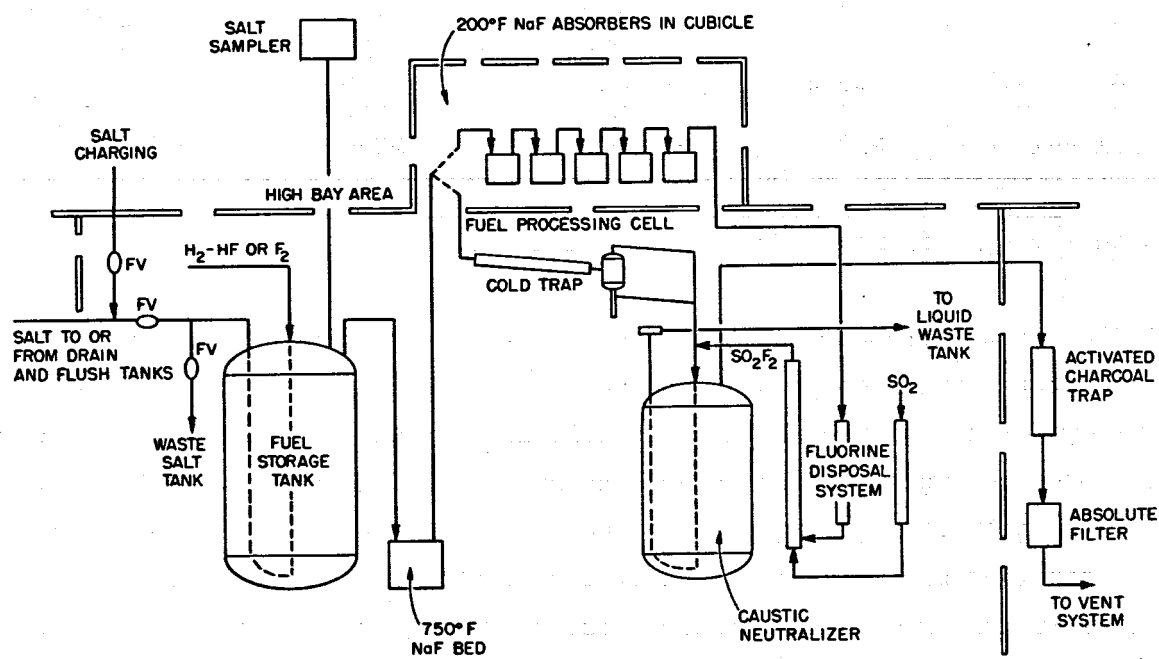 200°F NaF ABSORBERS IN CUBICLE
SALT
SAMPLER
SALT
CHARGING
HIGH BAY AREA
FUEL PROCESSING CELL
H2-HF OR F2
FV
COLD TRAP
FV
TO
LIQUID
WASTE
TANK
SALT TO OR
FROM DRAIN
AND FLUSH TANKS
FV
SO2F2
SO2
ACTIVATED
CHARCOAL
TRAP
WASTE
SALT
TANK
FUEL
STORAGE
TANK
FLUORINE
DISPOSAL
SYSTEM
ABSOLUTE
FILTER
750°F
NaF BED
CAUSTIC
NEUTRALIZER
TO VENT
SYSTEM